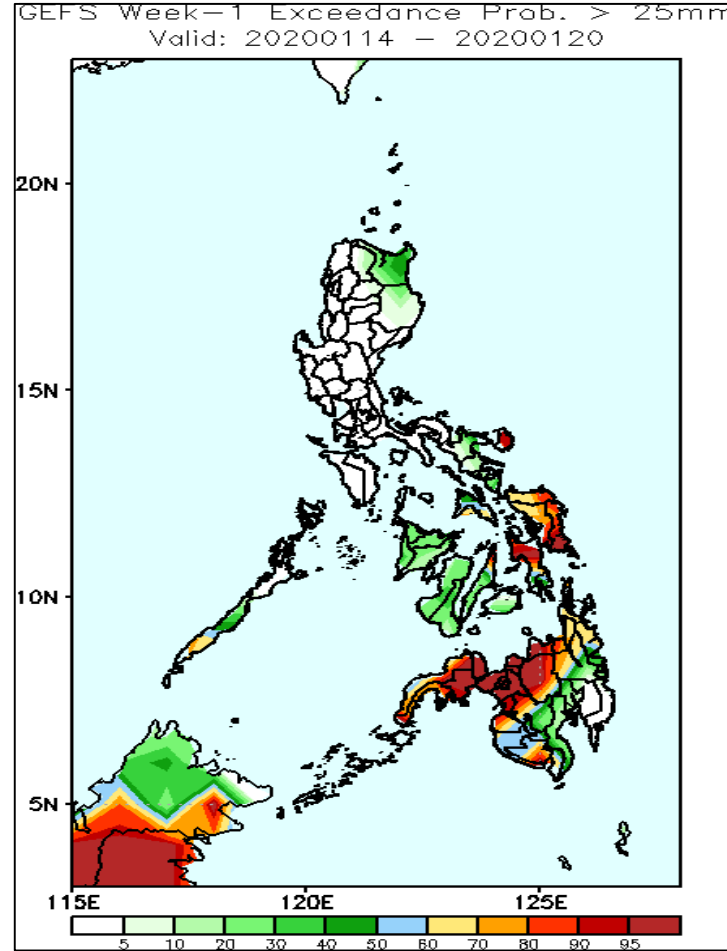 GEFS Week-1 Exceedance Prob. > 25mm
Valid: 20200114 - 20200120
20N
15N
10N
5N
115E 120E 125E
5 10 20 30 40 50 60 70 80 90 95